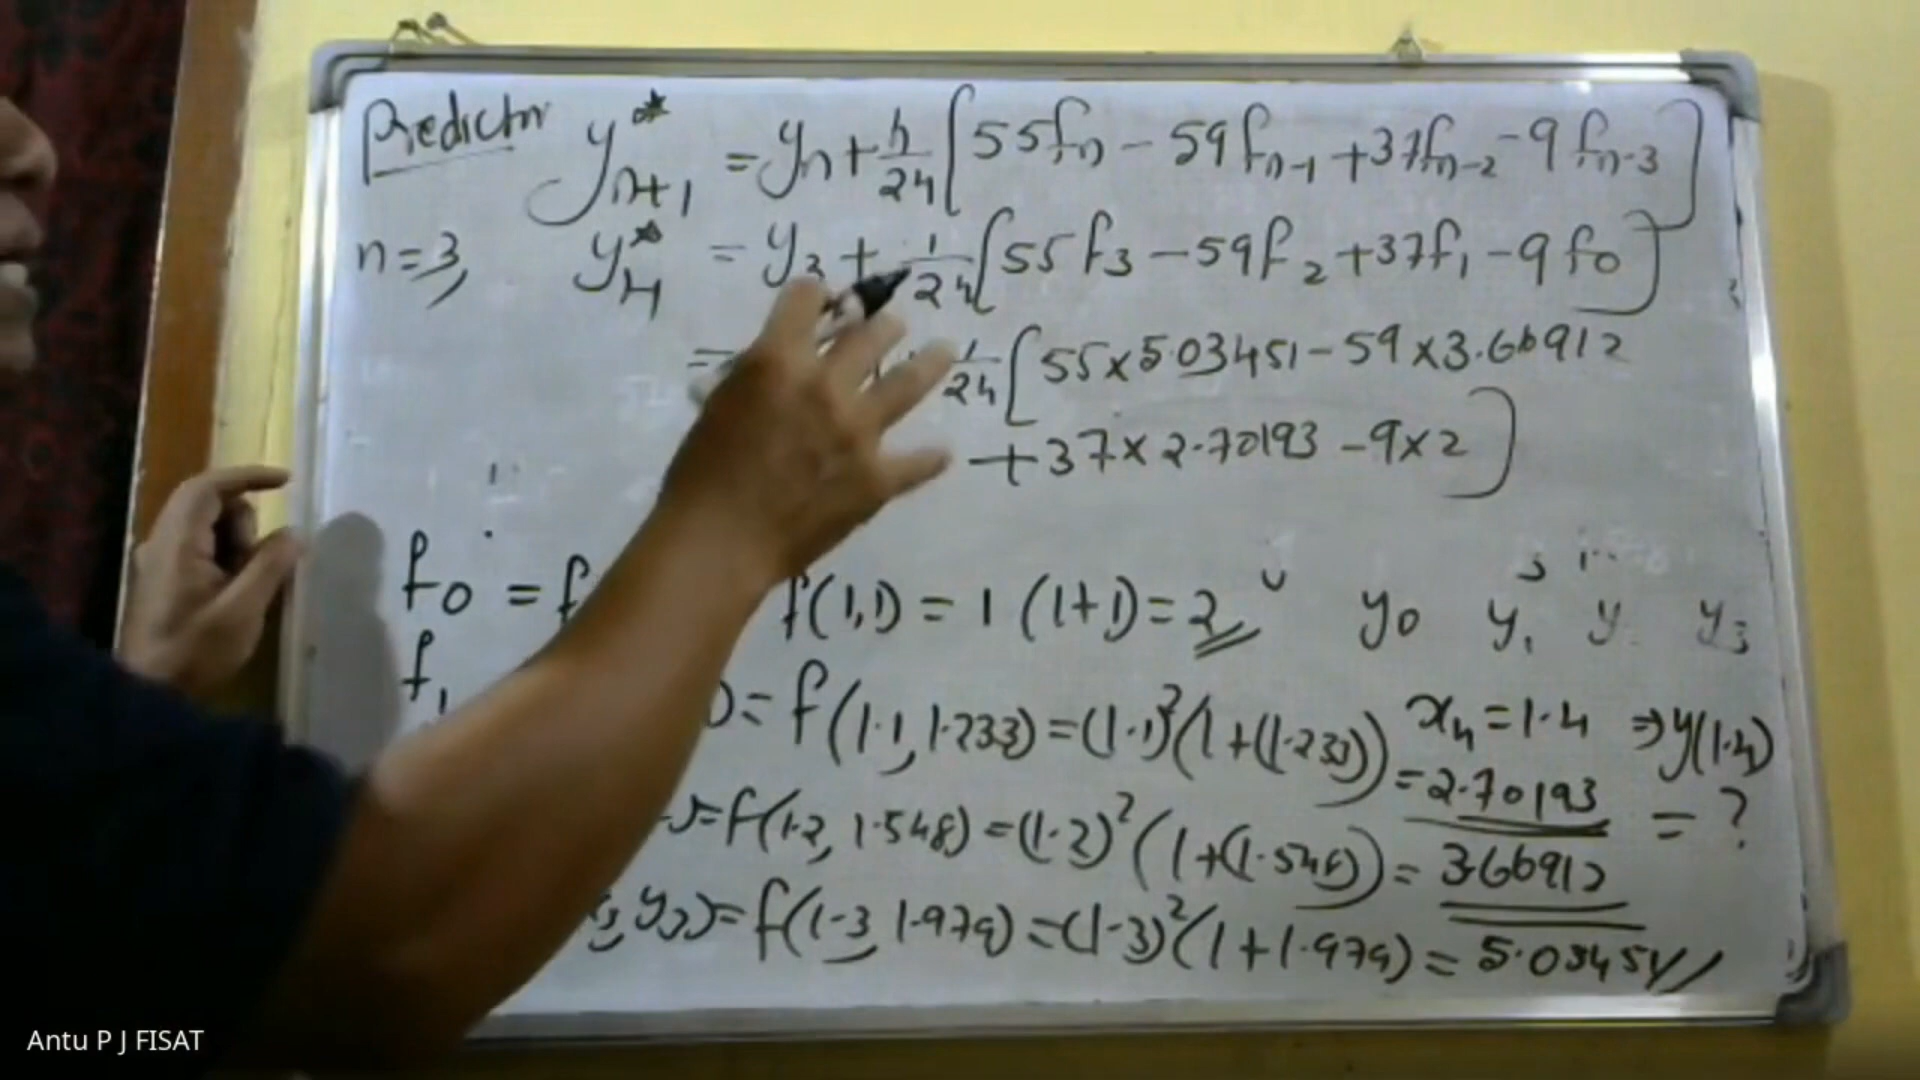 Predictor y*n+1 = yn + h/24 [55fn - 59fn-1 + 37fn-2 - 9fn-3]
n=3, y*4 = y3 + 1/24 [55f3 - 59f2 + 37f1 - 9f0]
= 1/24 [55×5.03451 - 59×3.66912
+ 37×2.70193 - 9×2]
f0 = f f(1,1) = 1(1+1) = 2 y0 y1 y y3
f1 ) = f(1.1, 1.233) = (1.1)²(1+(1.233)) = 2.70193
x4 = 1.4 ⇒ y(1.4) = ?
= f(1.2, 1.548) = (1.2)²(1+(1.548)) = 3.66912
3, y3) = f(1.3, 1.979) = (1.3)²(1+1.979) = 5.03451
Antu P J FISAT